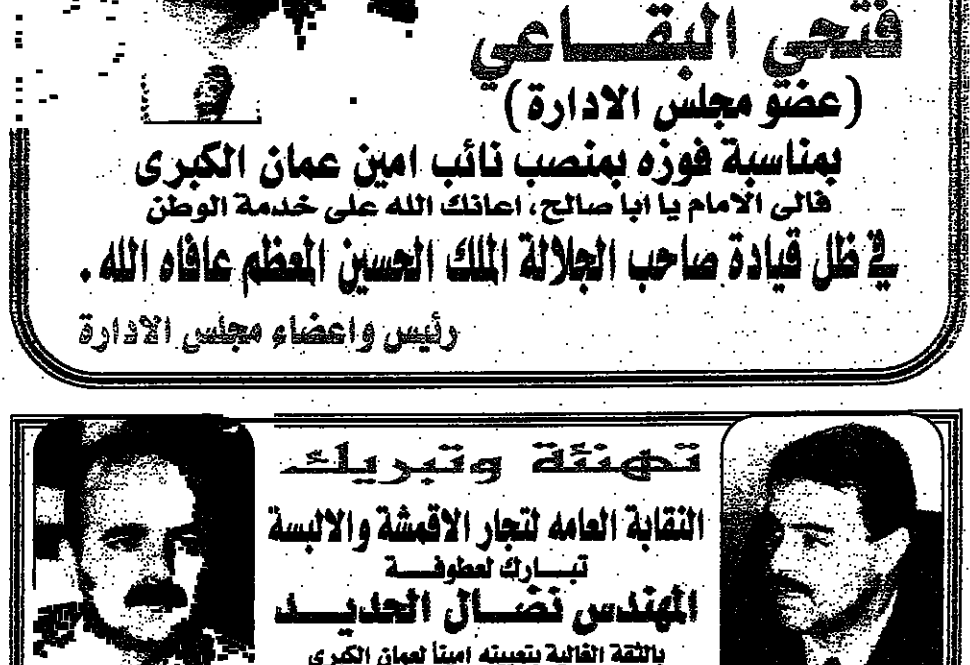 فتحي البقاعي
(عضو مجلس الادارة)
بمناسبة فوزه بمنصب نائب امين عمان الكبرى
فالى الامام يا ابا صالح، اعانك الله على خدمة الوطن
في ظل قيادة صاحب الجلالة الملك الحسين المعظم عافاه الله .
رئيس واعضاء مجلس الادارة
تهنئة وتبريك
النقابة العامه لتجار الاقمشة والالبسة
تبارك لعطوفة
المهندس نضال الحديد
بالثقة الغالية بتعيينه امينا لعمان الكبرى